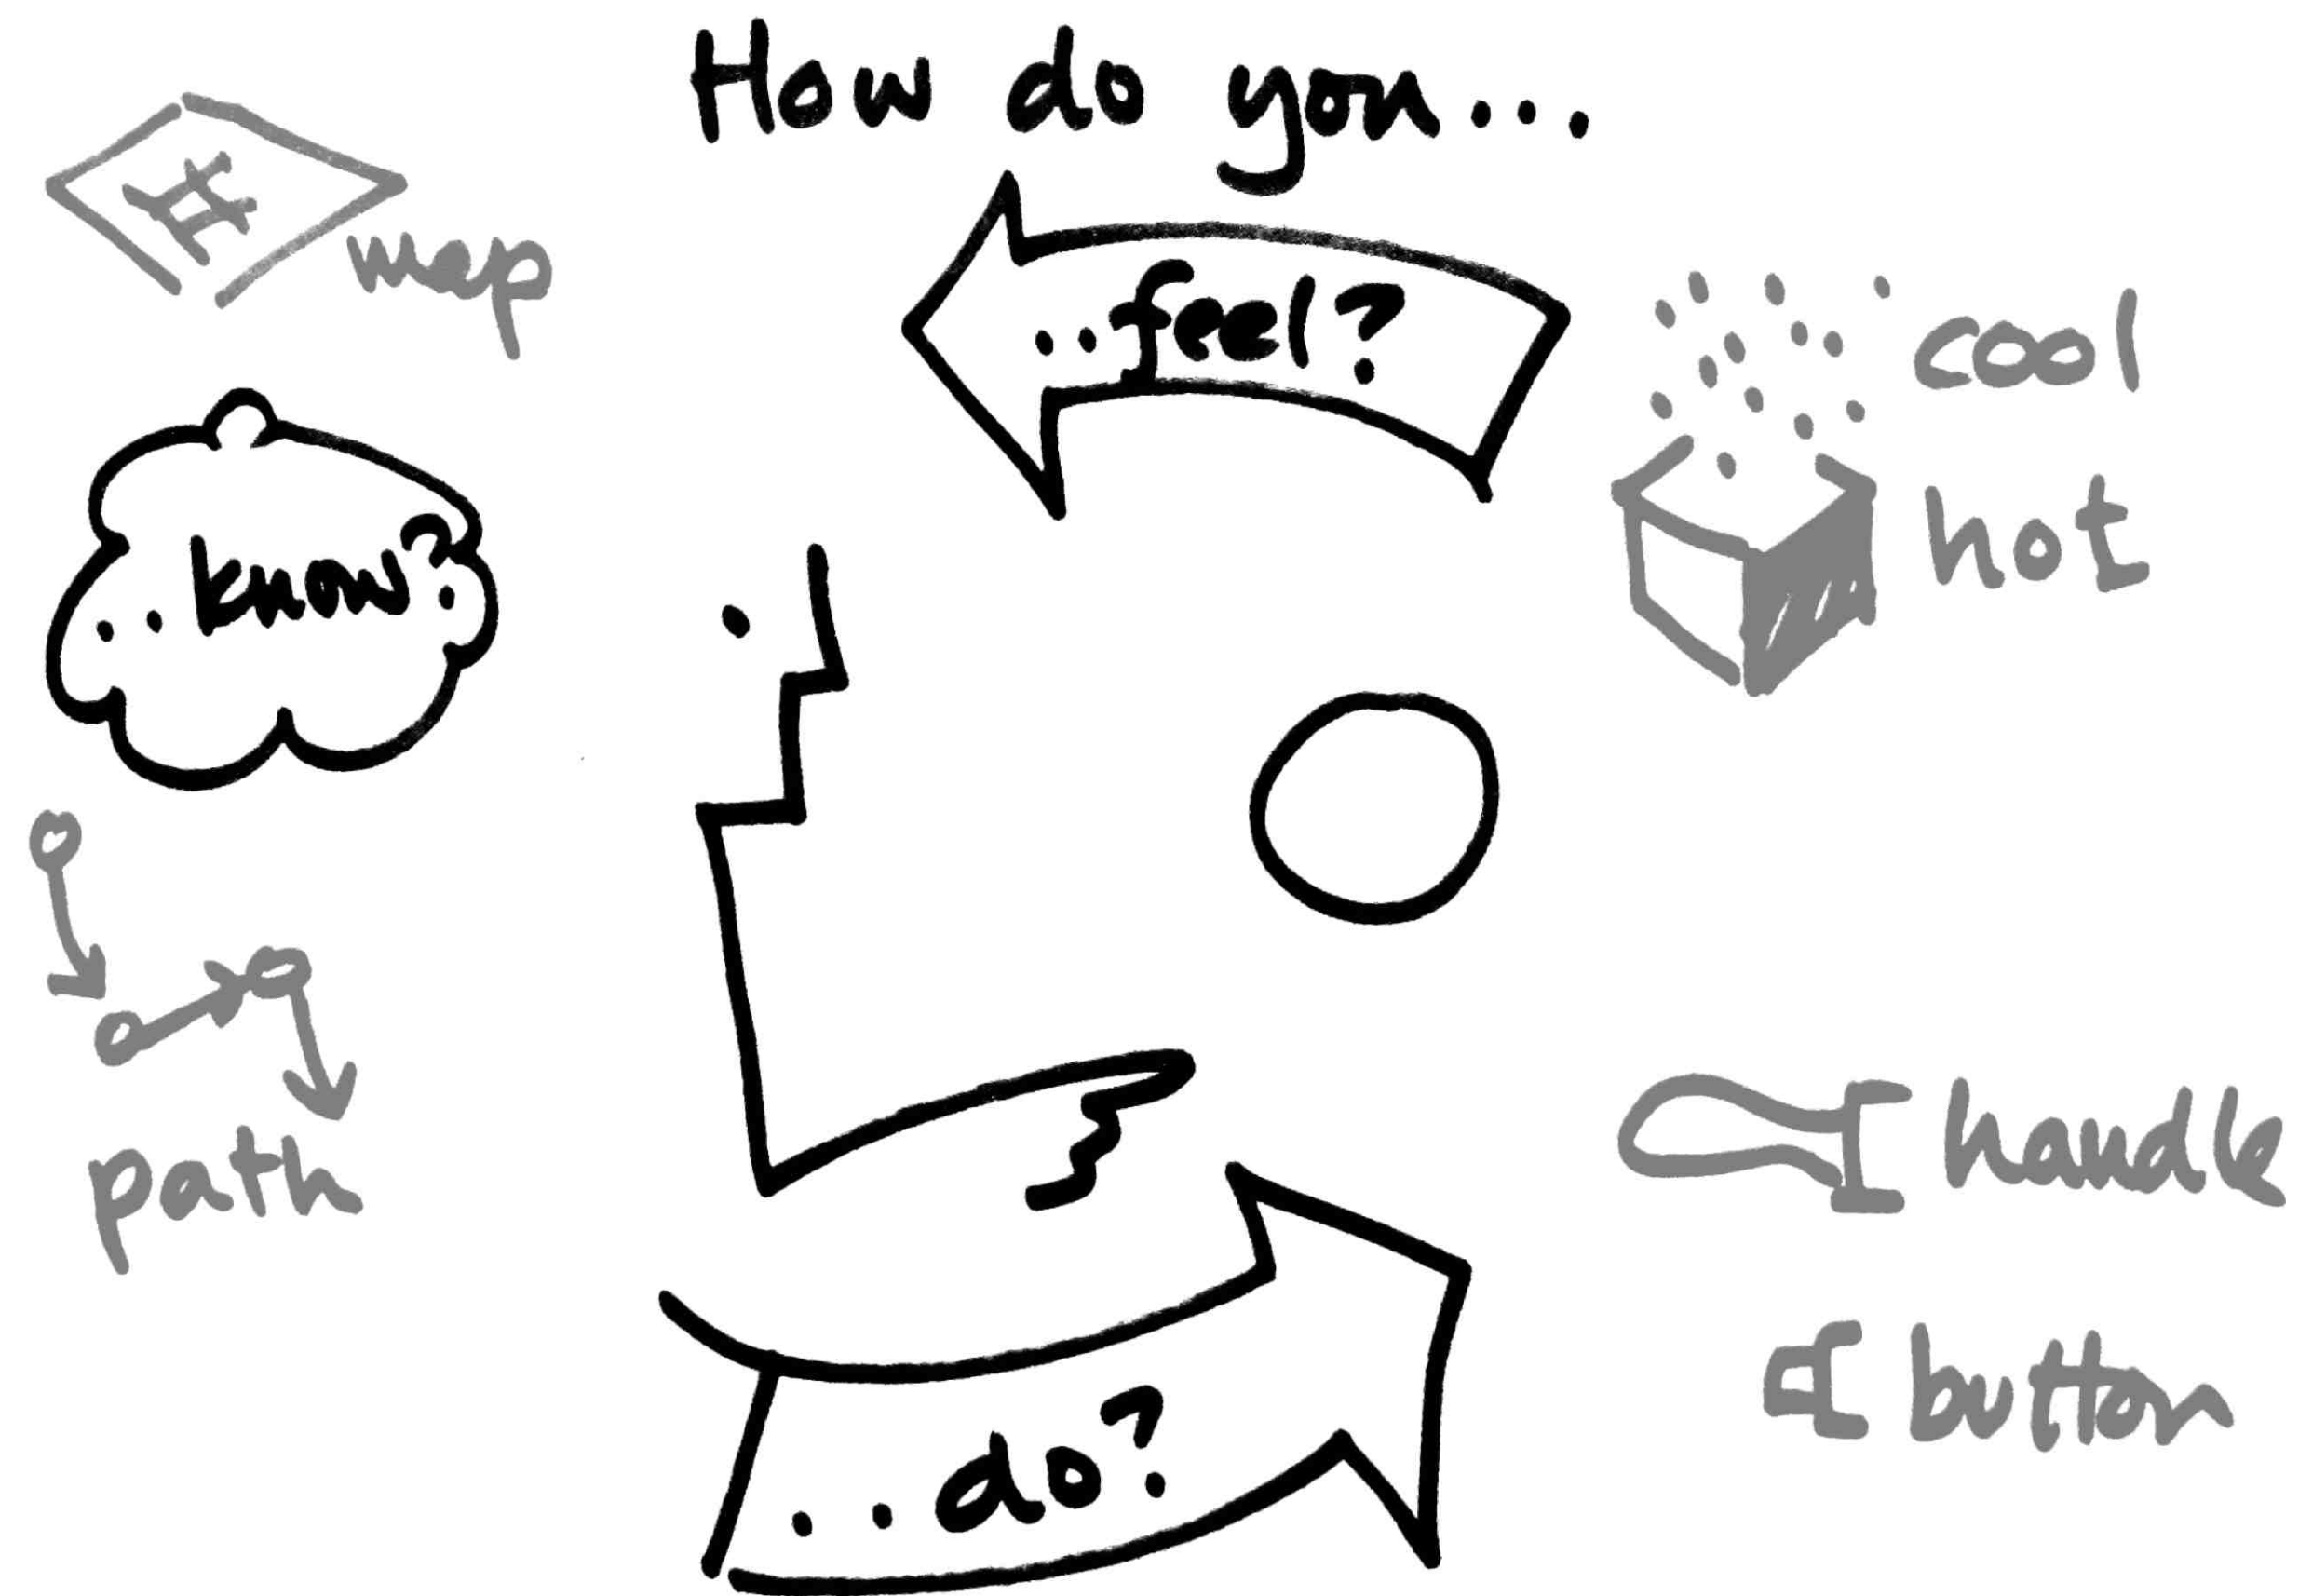 How do you...
map
..feel?
cool
hot
..know?
path
handle
button
..do?